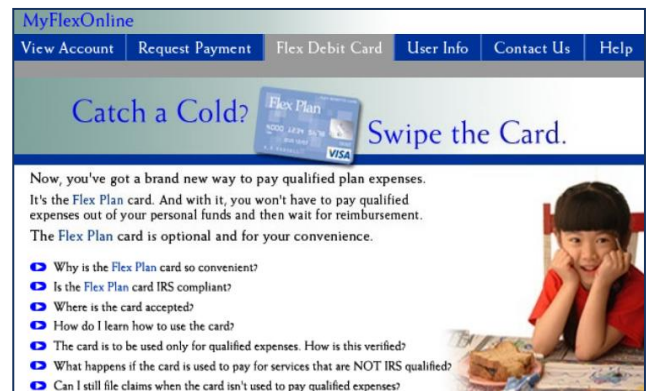 MyFlexOnline
View Account Request Payment Flex Debit Card User Info Contact Us Help
Catch a Cold?
Flex Plan
VISA
Swipe the Card.
Now, you've got a brand new way to pay qualified plan expenses.
It's the Flex Plan card. And with it, you won't have to pay qualified
expenses out of your personal funds and then wait for reimbursement.
The Flex Plan card is optional and for your convenience.
Why is the Flex Plan card so convenient?
Is the Flex Plan card IRS compliant?
Where is the card accepted?
How do I learn how to use the card?
The card is to be used only for qualified expenses. How is this verified?
What happens if the card is used to pay for services that are NOT IRS qualified?
Can I still file claims when the card isn't used to pay qualified expenses?